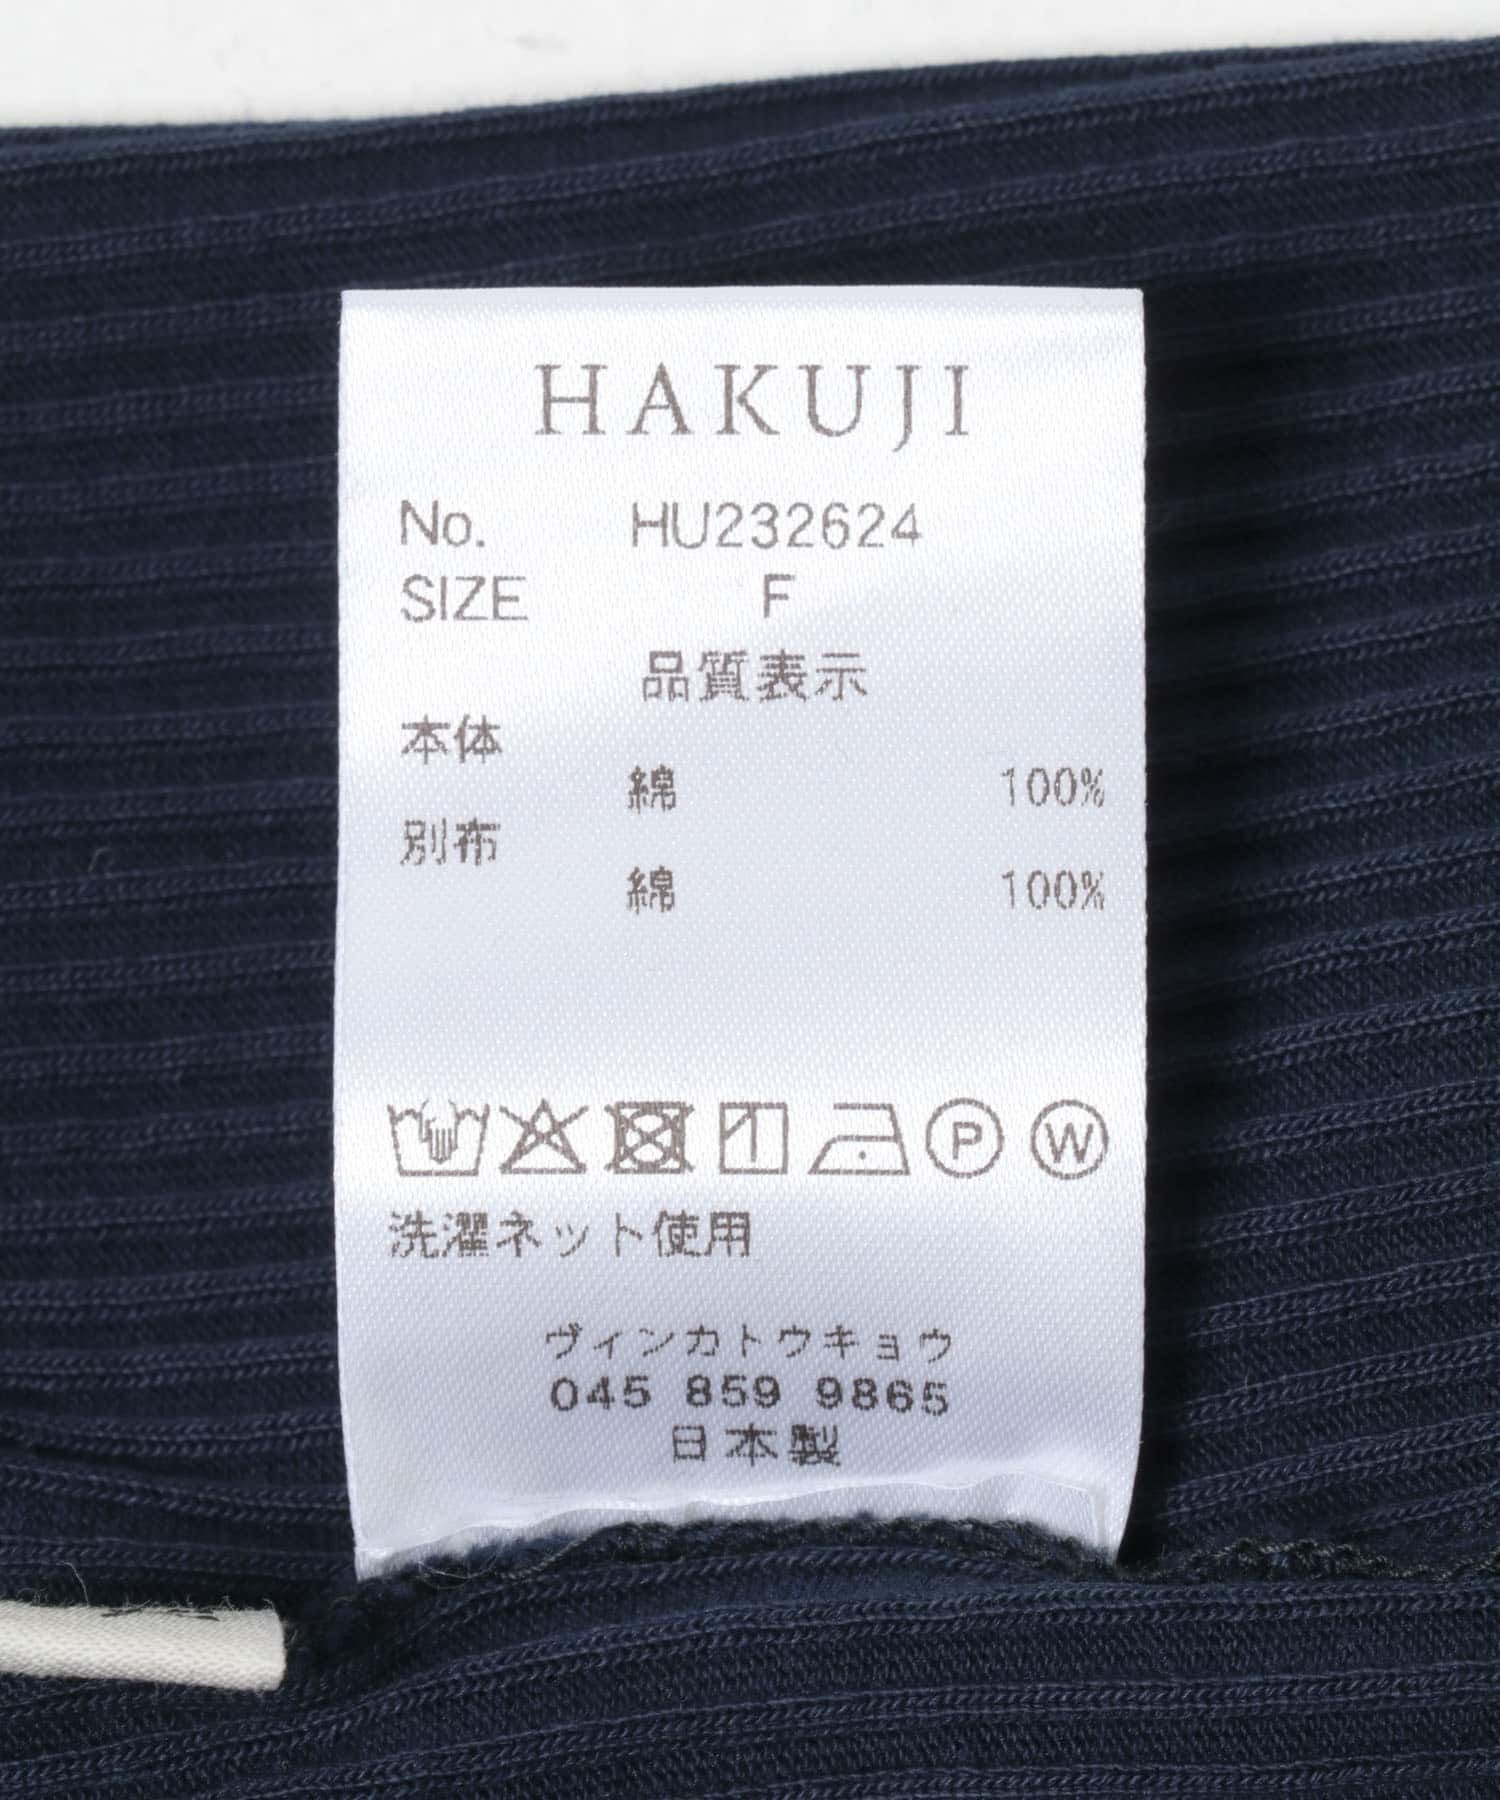 HAKUJI
No. HU232624
SIZE F
品質表示
本体
綿 100%
別布
綿 100%
P W
洗濯ネット使用
ヴィンカトウキョウ
045 859 9865
日本製